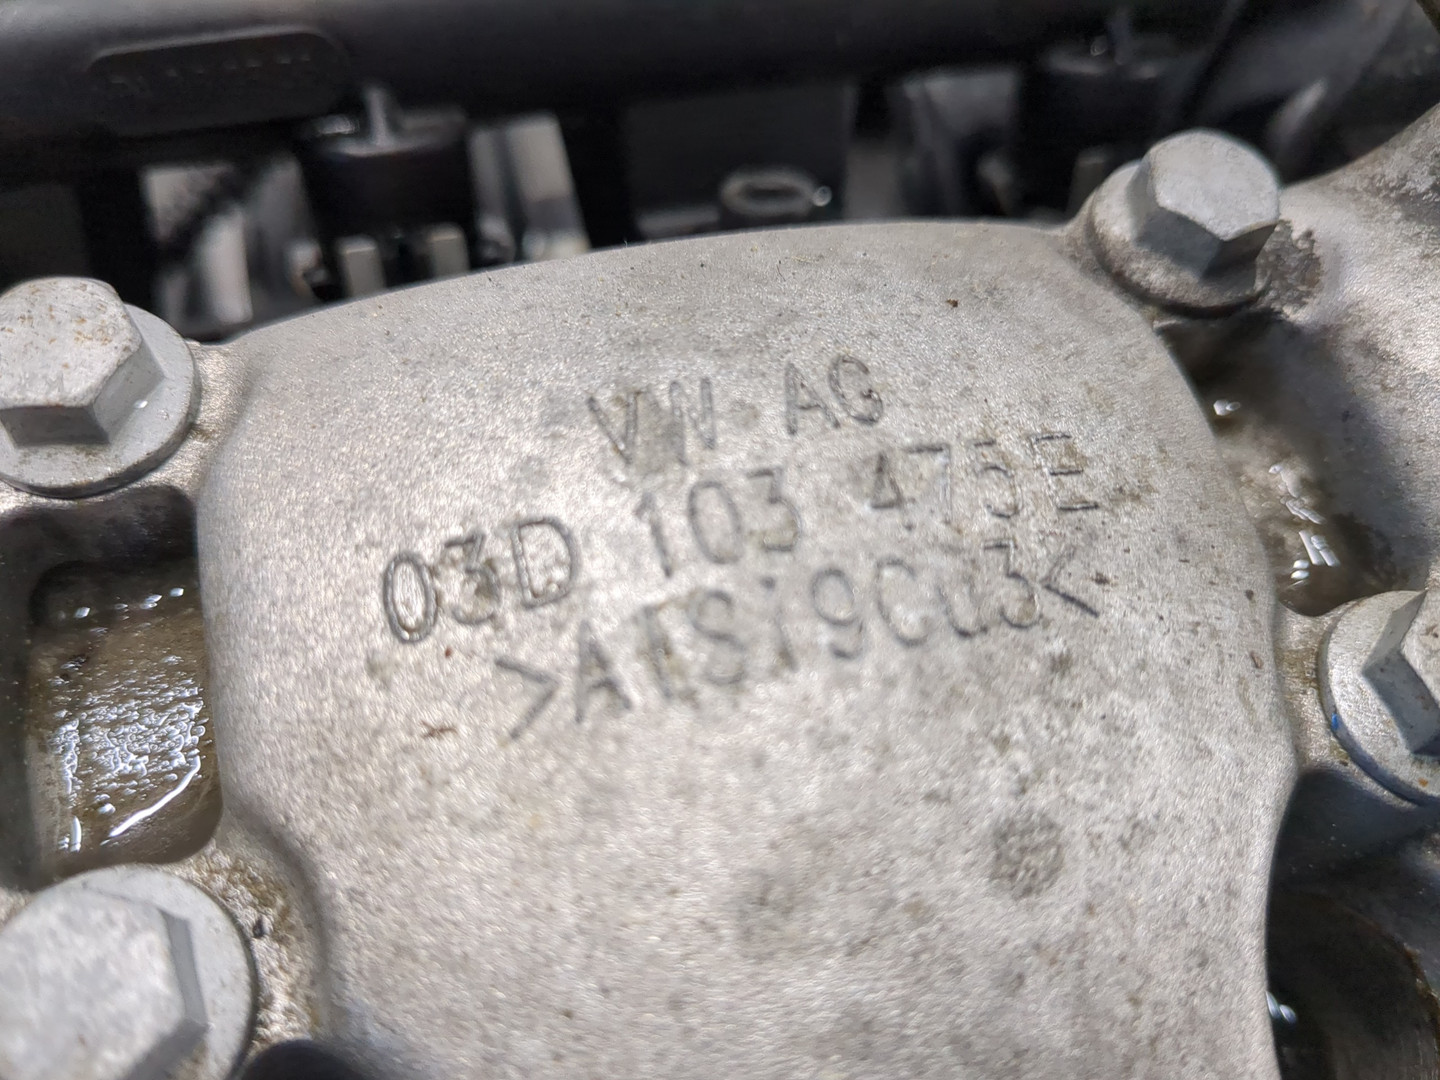 VW AG
03D 103 475E
>AlSi9Cu3<